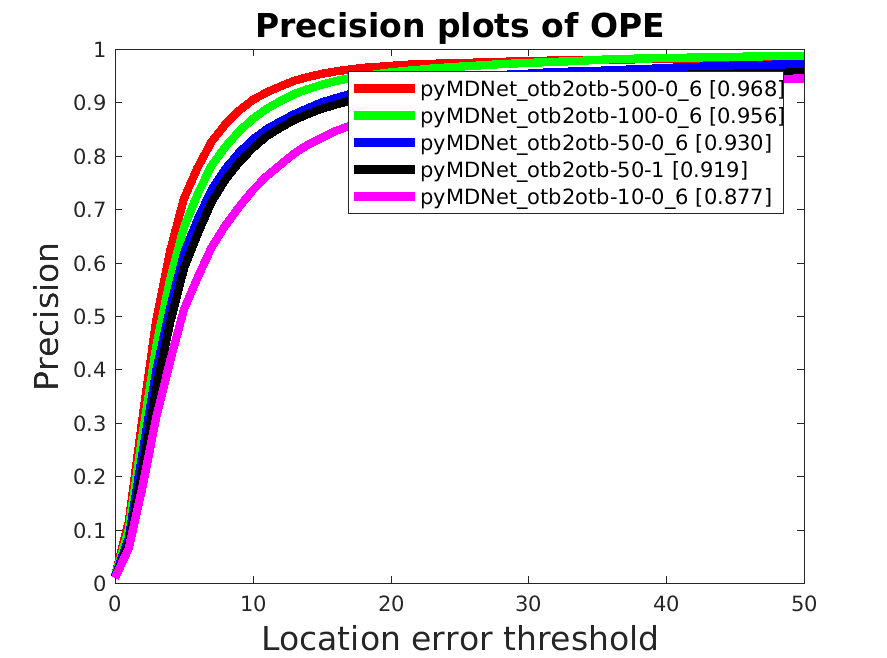 Precision plots of OPE
1
0.9
0.8
0.7
0.6
0.5
0.4
0.3
0.2
0.1
0
Precision
pyMDNet_otb2otb-500-0_6 [0.968]
pyMDNet_otb2otb-100-0_6 [0.956]
pyMDNet_otb2otb-50-0_6 [0.930]
pyMDNet_otb2otb-50-1 [0.919]
pyMDNet_otb2otb-10-0_6 [0.877]
0 10 20 30 40 50
Location error threshold